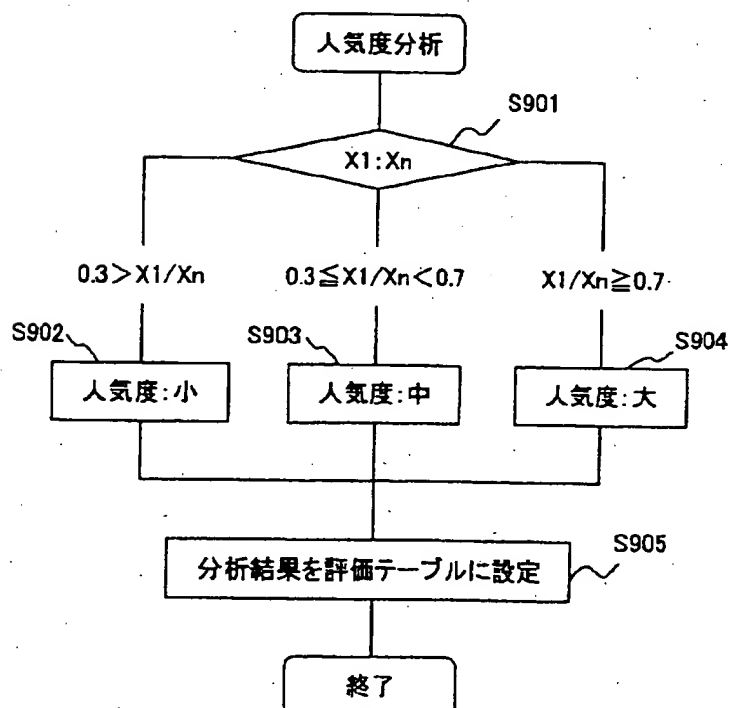 人気度分析
S901
X1:Xn
0.3>X1/Xn
0.3≦X1/Xn<0.7
X1/Xn≧0.7
S902
S903
S904
人気度:小
人気度:中
人気度:大
S905
分析結果を評価テーブルに設定
終了